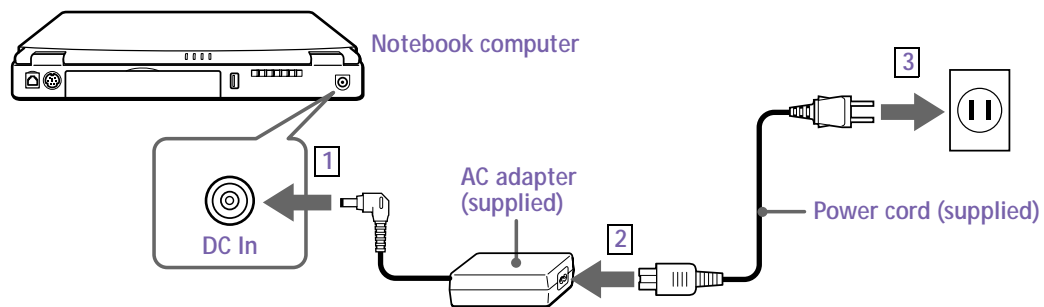 Notebook computer
3
1
AC adapter
(supplied)
Power cord (supplied)
2
DC In